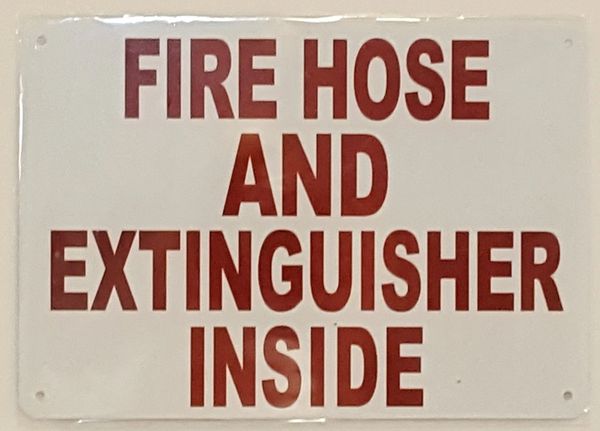 FIRE HOSE
AND
EXTINGUISHER
INSIDE